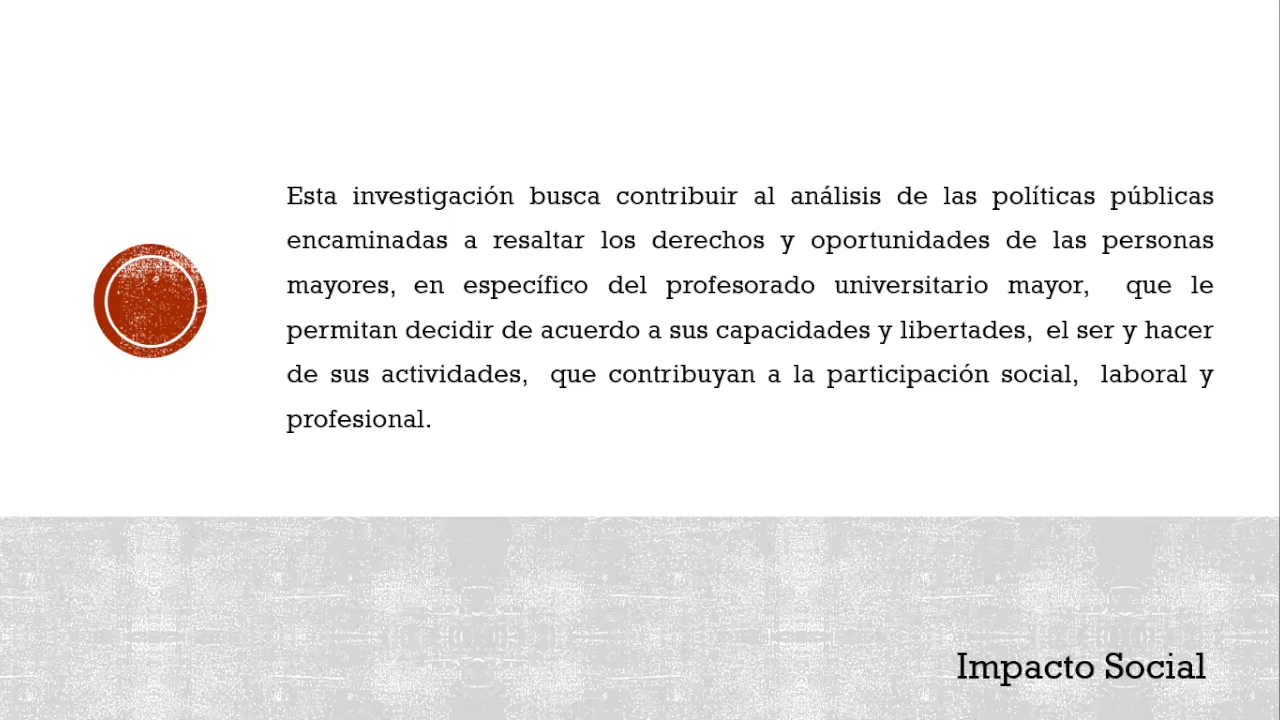 Esta investigación busca contribuir al análisis de las políticas públicas
encaminadas a resaltar los derechos y oportunidades de las personas
mayores, en específico del profesorado universitario mayor, que le
permitan decidir de acuerdo a sus capacidades y libertades, el ser y hacer
de sus actividades, que contribuyan a la participación social, laboral y
profesional.
Impacto Social